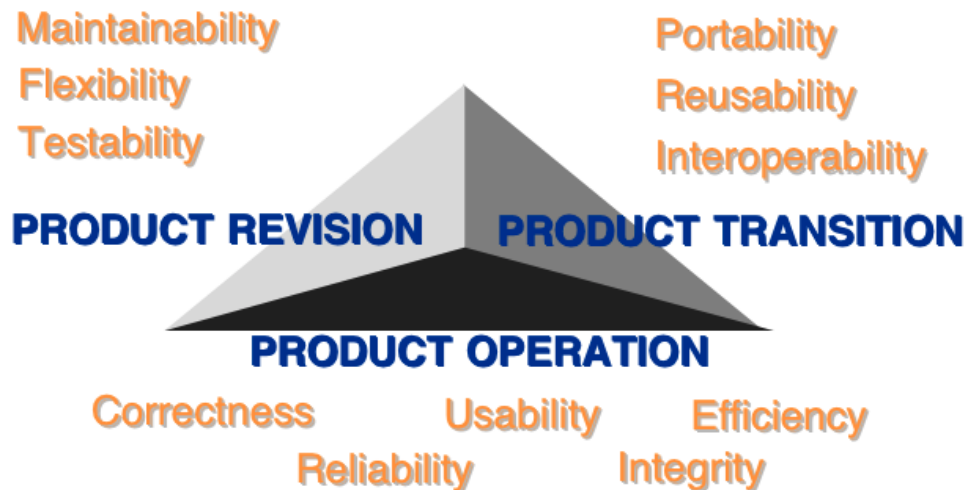 Maintainability
Flexibility
Testability
Portability
Reusability
Interoperability
PRODUCT REVISION
PRODUCT TRANSITION
PRODUCT OPERATION
Correctness
Usability
Efficiency
Reliability
Integrity